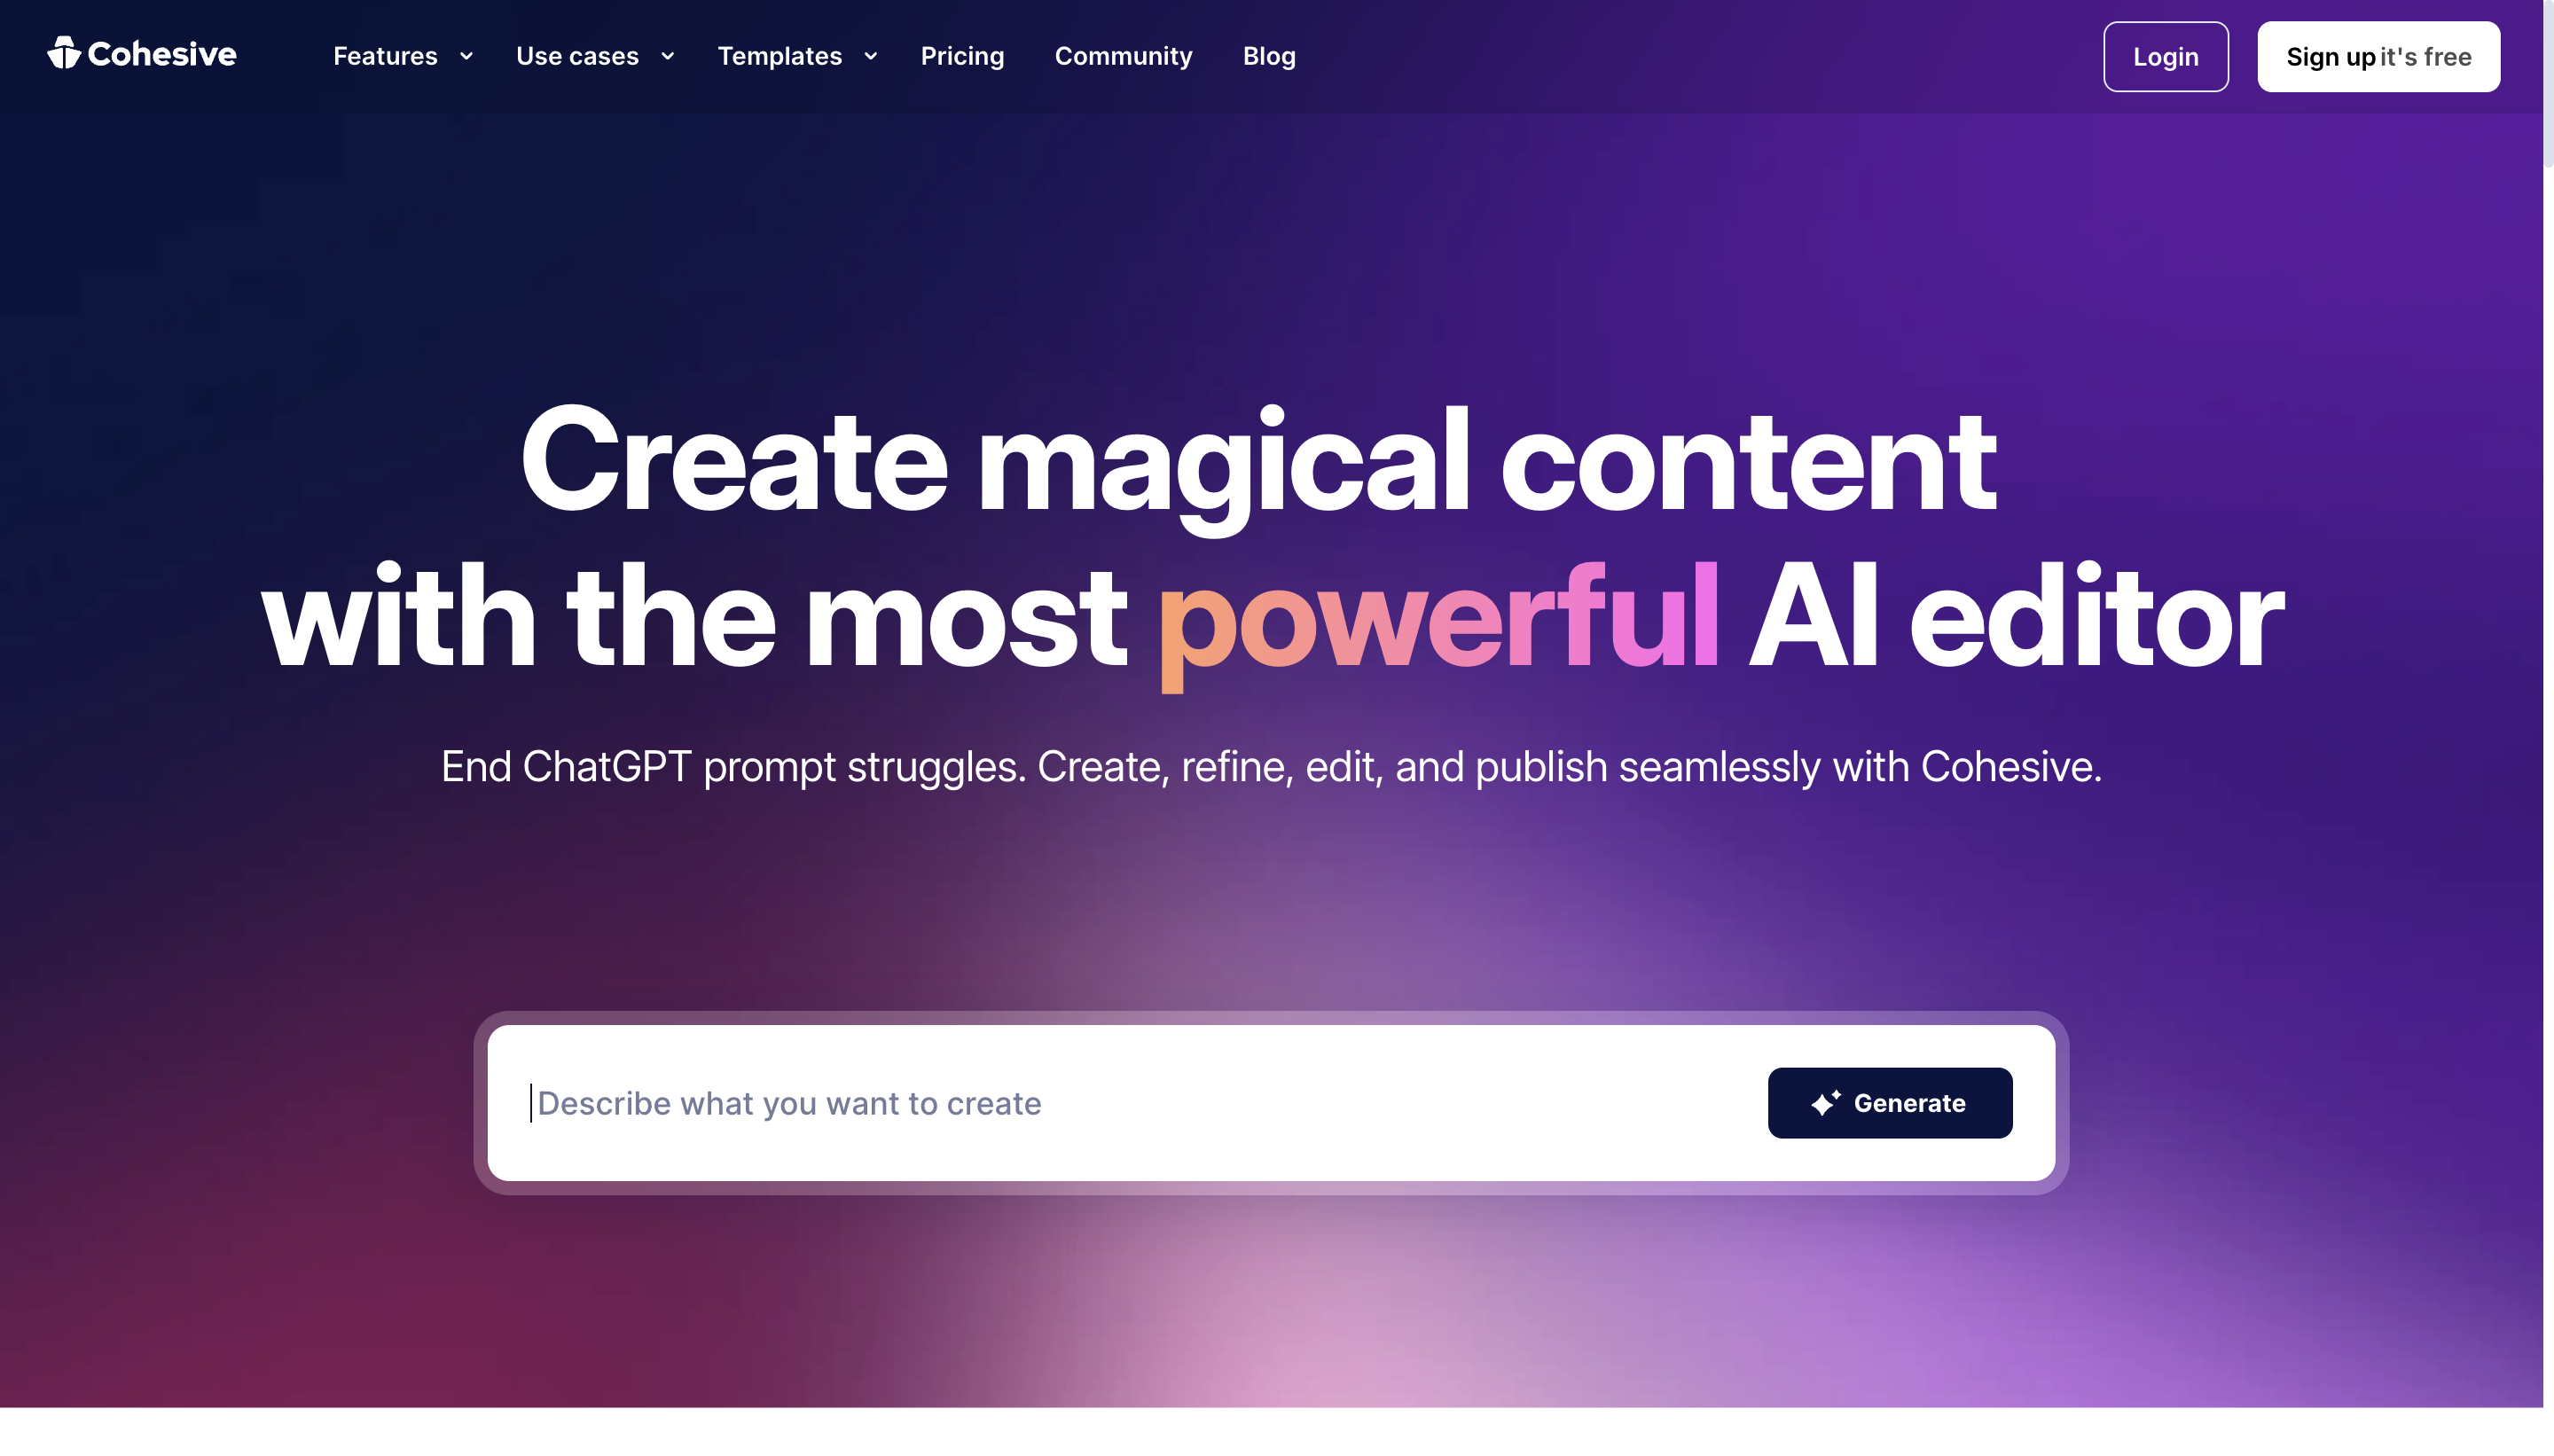 Cohesive
Features
Use cases
Templates
Pricing
Community
Blog
Login
Sign up it's free
Create magical content
with the most powerful AI editor
End ChatGPT prompt struggles. Create, refine, edit, and publish seamlessly with Cohesive.
Describe what you want to create
Generate